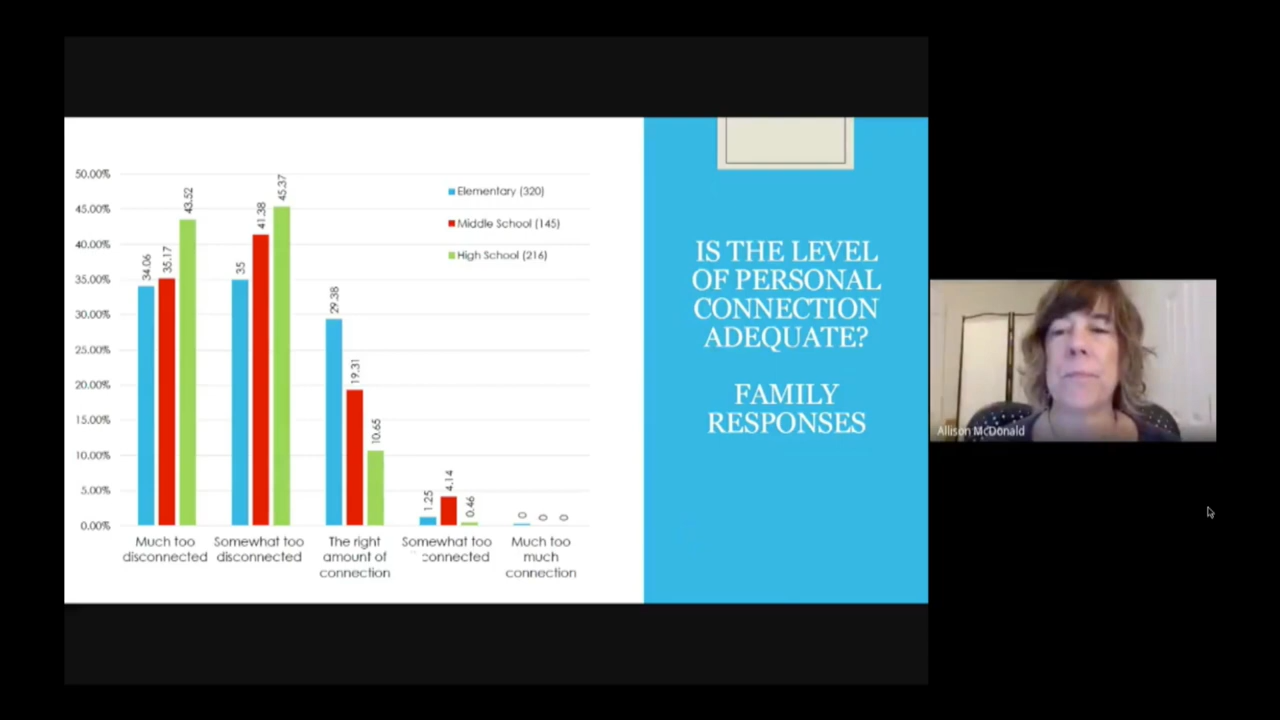 50.00%
45.00%
40.00%
35.00%
30.00%
25.00%
20.00%
15.00%
10.00%
5.00%
0.00%
34.06
35.17
43.52
35
41.38
45.37
29.38
19.31
10.65
1.25
4.14
0.46
0
0
0
Elementary (320)
Middle School (145)
High School (216)
Much too
disconnected
Somewhat too
disconnected
The right
amount of
connection
Somewhat too
Much too
much
connection
IS THE LEVEL
OF PERSONAL
CONNECTION
ADEQUATE?
FAMILY
RESPONSES
Allison McDonald